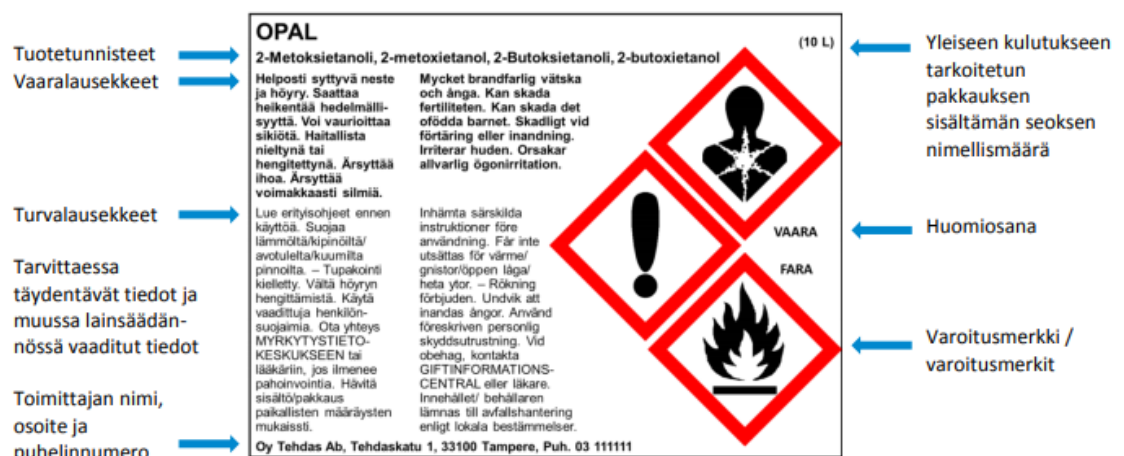 Tuotetunnisteet
Vaaralausekkeet
Turvalausekkeet
Tarvittaessa
täydentävät tiedot ja
muussa lainsäädän-
nössä vaaditut tiedot
Toimittajan nimi,
osoite ja
puhelinnumero
OPAL
(10 L)
2-Metoksietanoli, 2-metoxietanol, 2-Butoksietanoli, 2-butoxietanol
Helposti syttyvä neste
ja höyry. Saattaa
heikentää hedelmälli-
syyttä. Voi vaurioittaa
sikiötä. Haitallista
nieltynä tai
hengitettynä. Ärsyttää
ihoa. Ärsyttää
voimakkaasti silmiä.
Mycket brandfarlig vätska
och ånga. Kan skada
fertiliteten. Kan skada det
ofödda barnet. Skadligt vid
förtäring eller inandning.
Irriterar huden. Orsakar
allvarlig ögonirritation.
Lue erityisohjeet ennen
käyttöä. Suojaa
lämmöltä/kipinöiltä/
avotulelta/kuumilta
pinnoilta. – Tupakointi
kielletty. Vältä höyryn
hengittämistä. Käytä
vaadittuja henkilön-
suojaimia. Ota yhteys
MYRKYTYSTIETO-
KESKUKSEEN tai
lääkäriin, jos ilmenee
pahoinvointia. Hävitä
sisältö/pakkaus
paikallisten määräysten
mukaissti.
Inhämta särskilda
instruktioner före
användning. Får inte
utsättas för värme/
gnistor/öppen låga/
heta ytor. – Rökning
förbjuden. Undvik att
inandas ångor. Använd
föreskriven personlig
skyddsutrustning. Vid
obehag, kontakta
GIFTINFORMATIONS-
CENTRAL eller läkare.
Innehållet/ behållaren
lämnas till avfallshantering
enligt lokala bestämmelser.
VAARA
FARA
Oy Tehdas Ab, Tehdaskatu 1, 33100 Tampere, Puh. 03 111111
Yleiseen kulutukseen
tarkoitetun
pakkauksen
sisältämän seoksen
nimellismäärä
Huomiosana
Varoitusmerkki /
varoitusmerkit